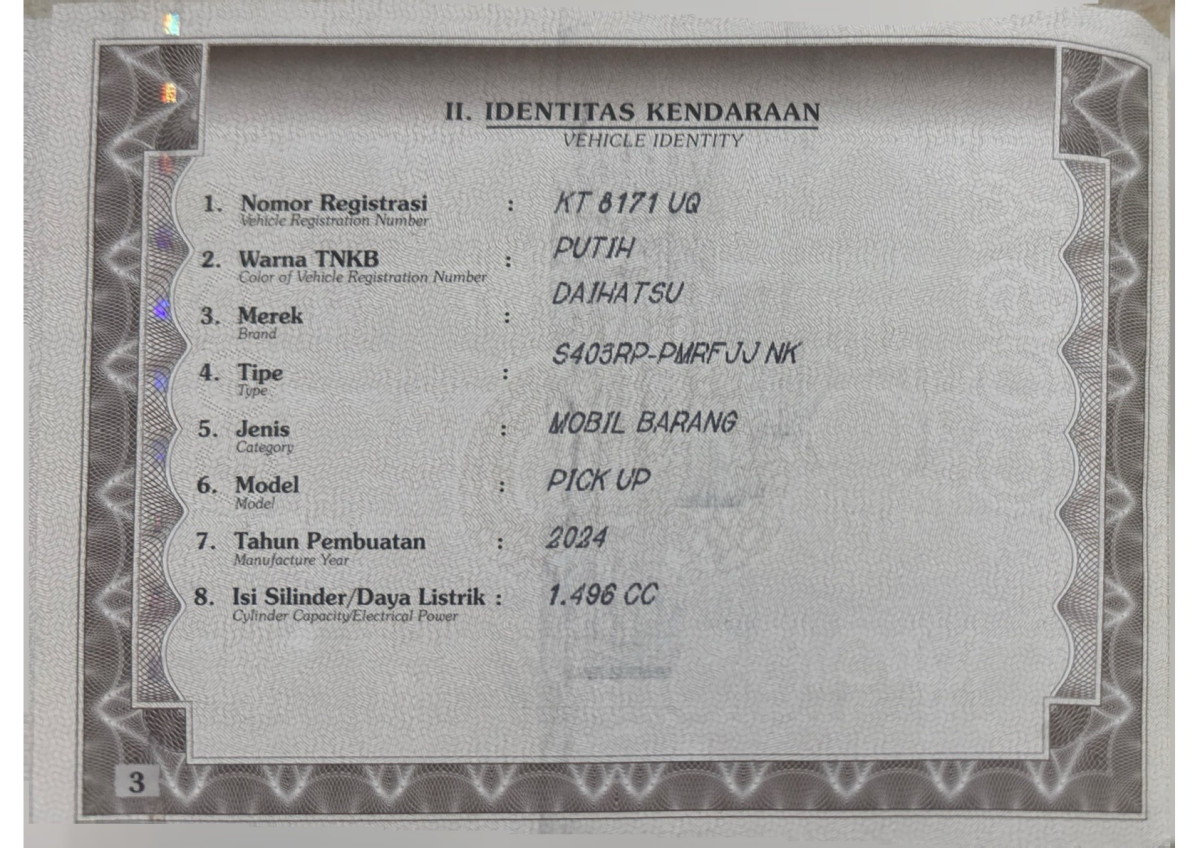 II. IDENTITAS KENDARAAN
VEHICLE IDENTITY
1. Nomor Registrasi : KT 8171 UQ
Vehicle Registration Number
2. Warna TNKB : PUTIH
Color of Vehicle Registration Number
3. Merek : DAIHATSU
Brand
4. Tipe : S403RP-PMRFJJ NK
Type
5. Jenis : MOBIL BARANG
Category
6. Model : PICK UP
Model
7. Tahun Pembuatan : 2024
Manufacture Year
8. Isi Silinder/Daya Listrik : 1.496 CC
Cylinder Capacity/Electrical Power
3